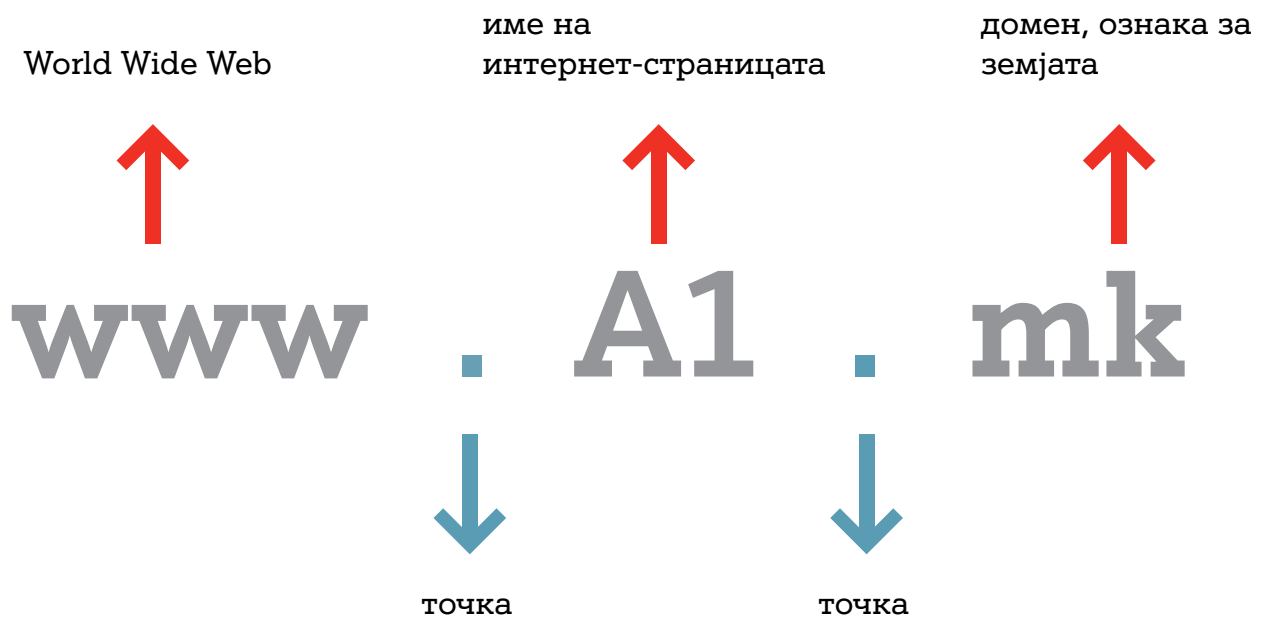 World Wide Web
име на
интернет-страницата
домен, ознака за
земјата
www . A1 . mk
точка
точка